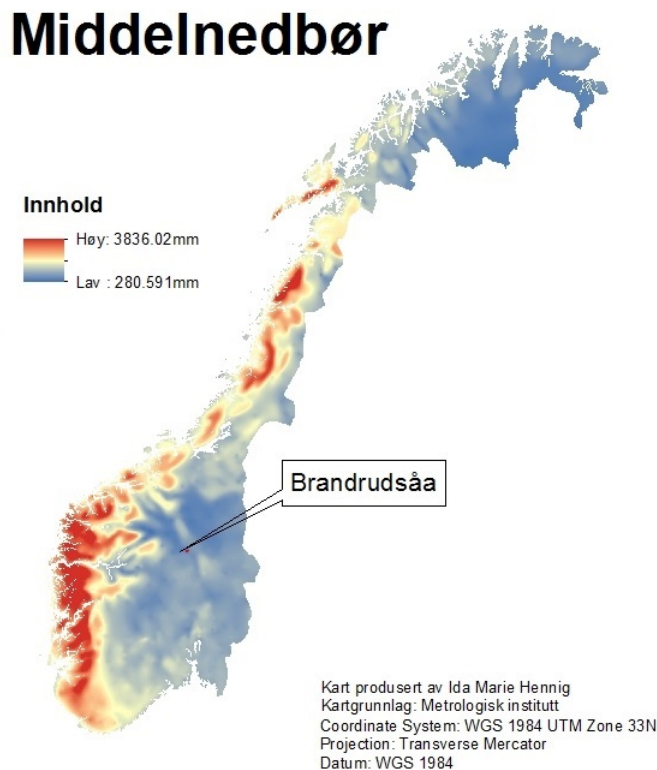 Middelnedbør
Innhold
Høy: 3836.02mm
Lav : 280.591mm
Brandrudsåa
Kart produsert av Ida Marie Hennig
Kartgrunnlag: Metrologisk institutt
Coordinate System: WGS 1984 UTM Zone 33N
Projection: Transverse Mercator
Datum: WGS 1984